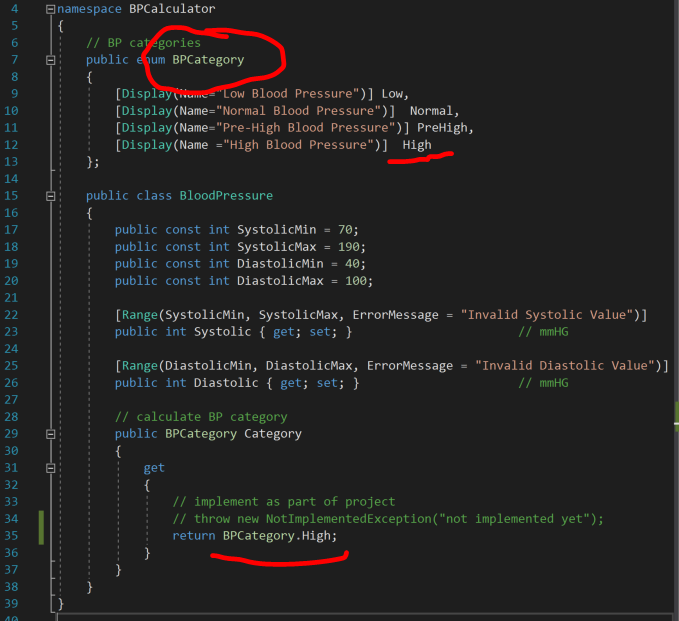 4 namespace BPCalculator
5 {
6 // BP categories
7 public enum BPCategory
8 {
9 [Display(Name="Low Blood Pressure")] Low,
10 [Display(Name="Normal Blood Pressure")] Normal,
11 [Display(Name="Pre-High Blood Pressure")] PreHigh,
12 [Display(Name ="High Blood Pressure")] High
13 };
14
15 public class BloodPressure
16 {
17 public const int SystolicMin = 70;
18 public const int SystolicMax = 190;
19 public const int DiastolicMin = 40;
20 public const int DiastolicMax = 100;
21
22 [Range(SystolicMin, SystolicMax, ErrorMessage = "Invalid Systolic Value")]
23 public int Systolic { get; set; } // mmHG
24
25 [Range(DiastolicMin, DiastolicMax, ErrorMessage = "Invalid Diastolic Value")]
26 public int Diastolic { get; set; } // mmHG
27
28 // calculate BP category
29 public BPCategory Category
30 {
31 get
32 {
33 // implement as part of project
34 // throw new NotImplementedException("not implemented yet");
35 return BPCategory.High;
36 }
37 }
38 }
39 }
40